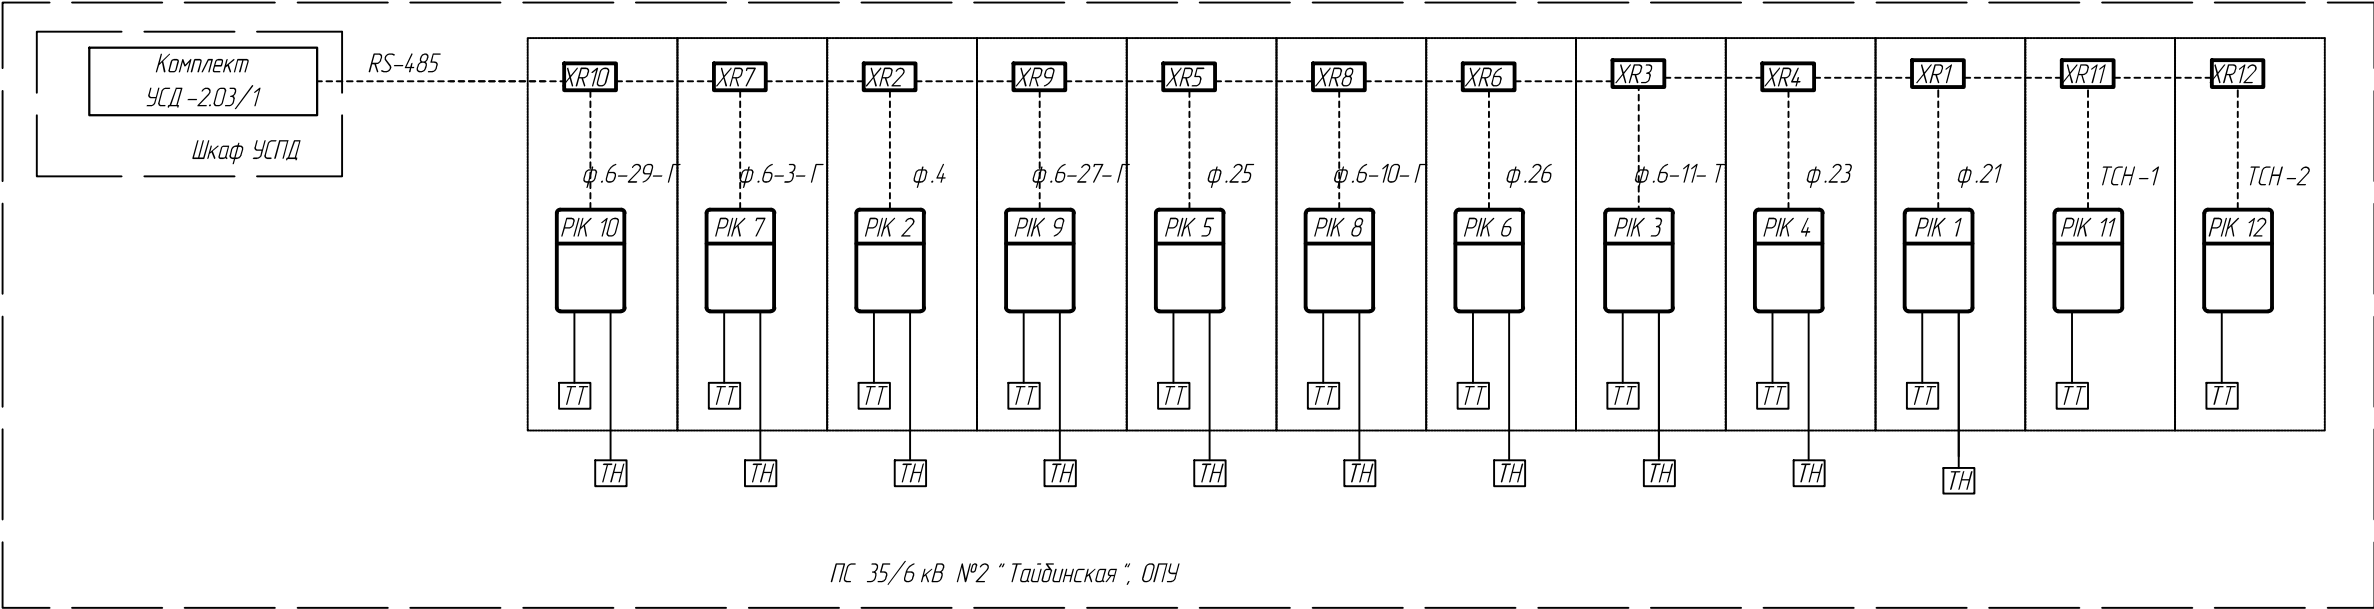 Комплект
УСД-2.03/1
Шкаф УСПД
RS-485
XR10 XR7 XR2 XR9 XR5 XR8 XR6 XR3 XR4 XR1 XR11 XR12
ф.6-29-Г ф.6-3-Г ф.4 ф.6-27-Г ф.25 ф.6-10-Г ф.26 ф.6-11-Т ф.23 ф.21 ТСН-1 ТСН-2
PIK 10 PIK 7 PIK 2 PIK 9 PIK 5 PIK 8 PIK 6 PIK 3 PIK 4 PIK 1 PIK 11 PIK 12
ТТ ТТ ТТ ТТ ТТ ТТ ТТ ТТ ТТ ТТ ТТ ТТ
ТН ТН ТН ТН ТН ТН ТН ТН ТН ТН
ПС 35/6 кВ №2 "Тайбинская", ОПУ